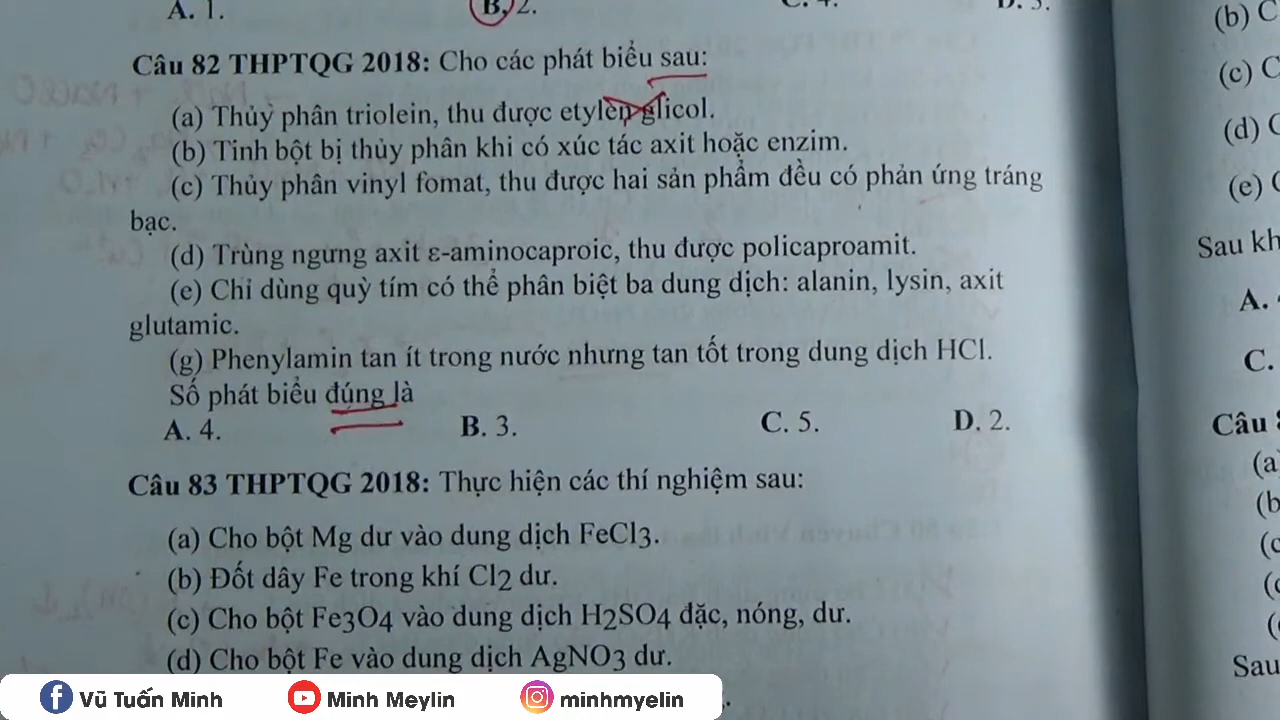 A. 1. B. 2. C. 4. D. 3.
Câu 82 THPTQG 2018: Cho các phát biểu sau:
(a) Thủy phân triolein, thu được etylen glicol.
(b) Tinh bột bị thủy phân khi có xúc tác axit hoặc enzim.
(c) Thủy phân vinyl fomat, thu được hai sản phẩm đều có phản ứng tráng
bạc.
(d) Trùng ngưng axit ε-aminocaproic, thu được policaproamit.
(e) Chỉ dùng quỳ tím có thể phân biệt ba dung dịch: alanin, lysin, axit
glutamic.
(g) Phenylamin tan ít trong nước nhưng tan tốt trong dung dịch HCl.
Số phát biểu đúng là
A. 4. B. 3. C. 5. D. 2.
Câu 83 THPTQG 2018: Thực hiện các thí nghiệm sau:
(a) Cho bột Mg dư vào dung dịch FeCl3.
(b) Đốt dây Fe trong khí Cl2 dư.
(c) Cho bột Fe3O4 vào dung dịch H2SO4 đặc, nóng, dư.
(d) Cho bột Fe vào dung dịch AgNO3 dư.
(b) C
(c) C
(d)
(e)
Sau kh
A.
C.
Câu
(a
(b
Sau
Vũ Tuấn Minh
Minh Meylin
minhmyelin